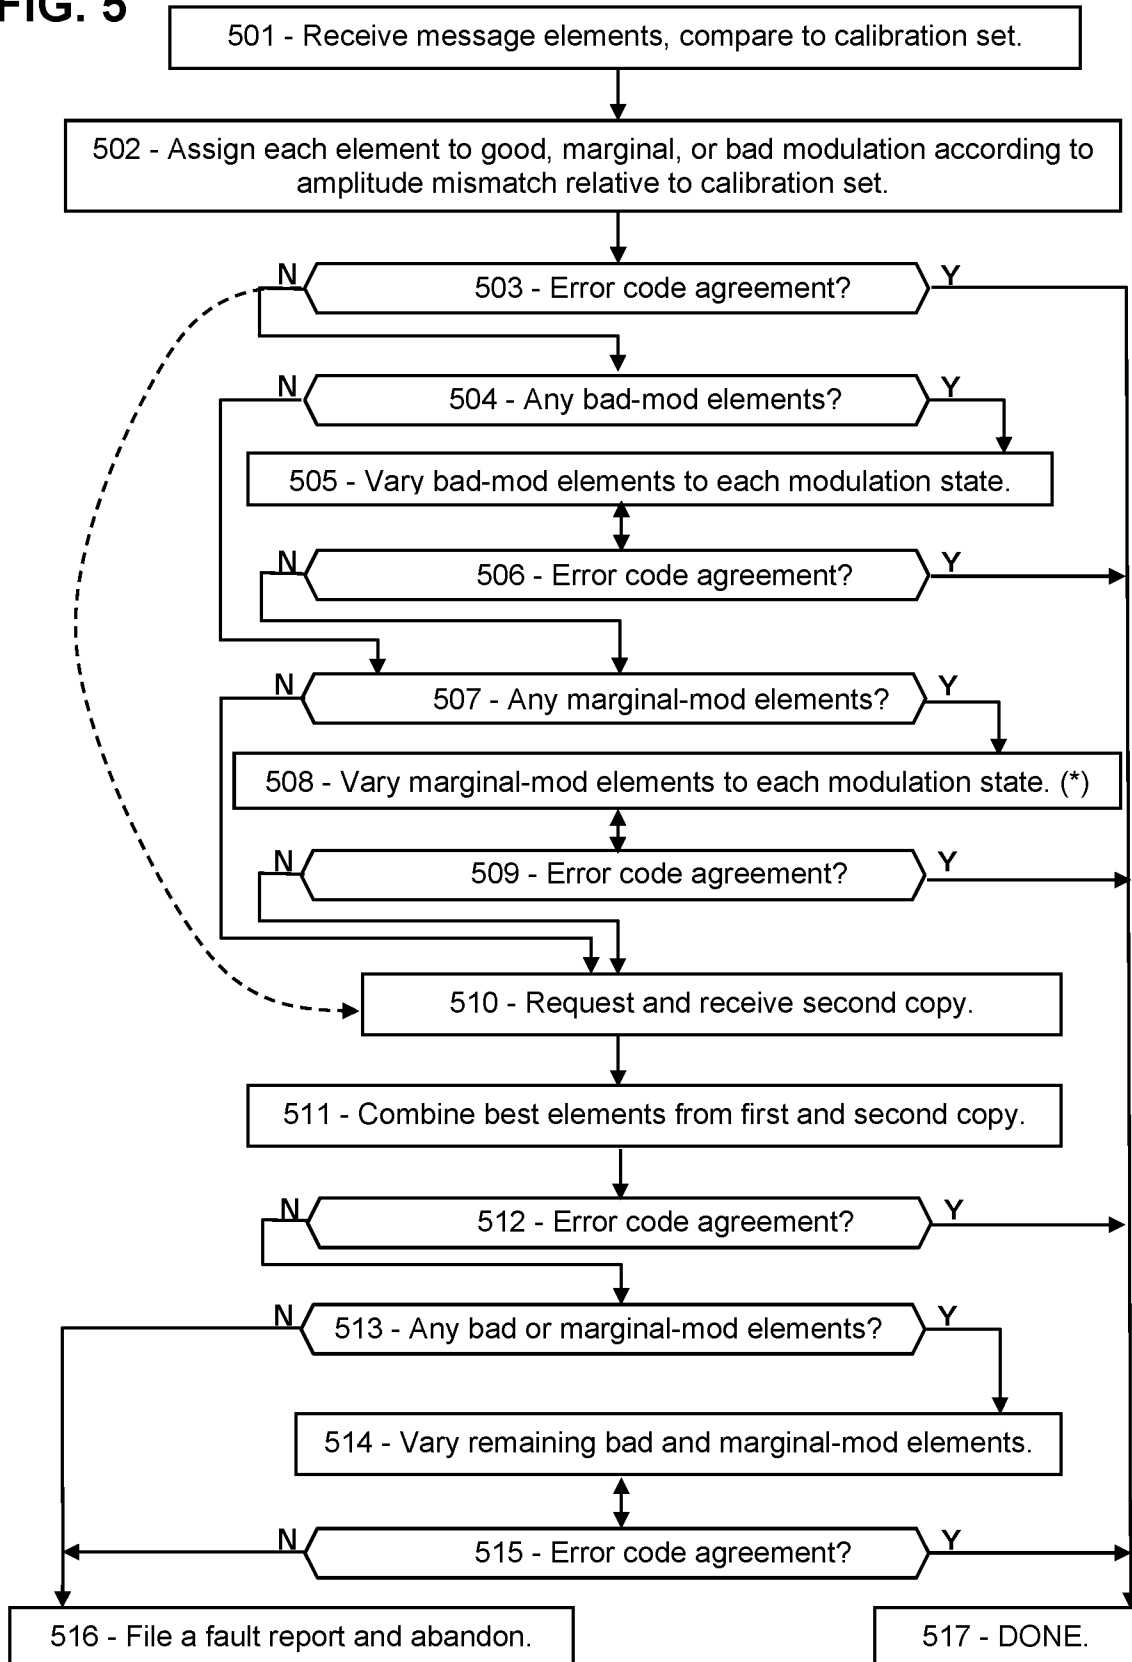 FIG. 5
501 - Receive message elements, compare to calibration set.
502 - Assign each element to good, marginal, or bad modulation according to
amplitude mismatch relative to calibration set.
N
503 - Error code agreement?
Y
N
504 - Any bad-mod elements?
Y
505 - Vary bad-mod elements to each modulation state.
N
506 - Error code agreement?
Y
N
507 - Any marginal-mod elements?
Y
508 - Vary marginal-mod elements to each modulation state. (*)
N
509 - Error code agreement?
Y
510 - Request and receive second copy.
511 - Combine best elements from first and second copy.
N
512 - Error code agreement?
Y
N
513 - Any bad or marginal-mod elements?
Y
514 - Vary remaining bad and marginal-mod elements.
N
515 - Error code agreement?
Y
516 - File a fault report and abandon.
517 - DONE.